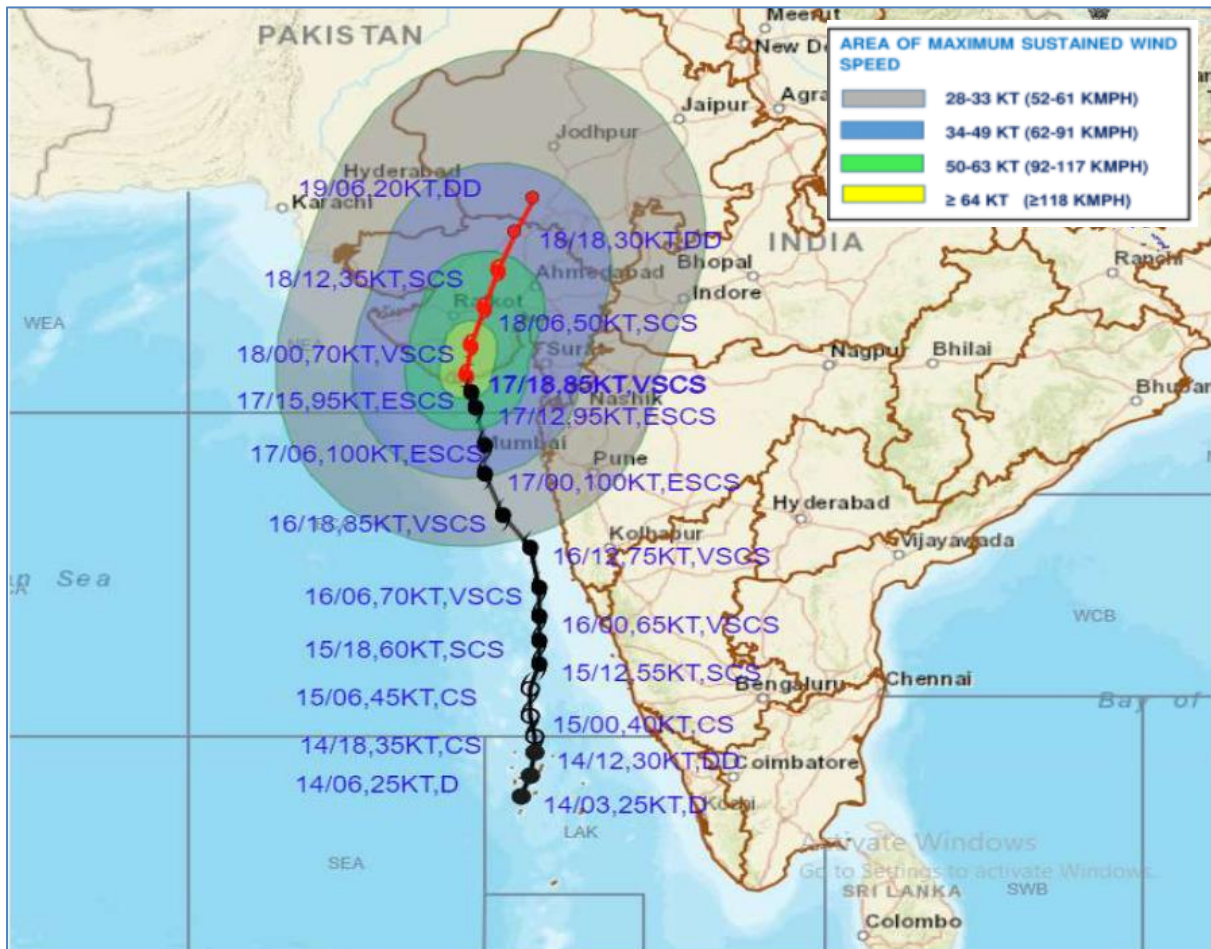 PAKISTAN
Meerut
New De
AREA OF MAXIMUM SUSTAINED WIND
SPEED
28-33 KT (52-61 KMPH)
34-49 KT (62-91 KMPH)
50-63 KT (92-117 KMPH)
≥ 64 KT (≥118 KMPH)
Jaipur
Agra
Jodhpur
Hyderabad
19/06,20KT,DD
Karachi
18/18,30KT,DD
INDIA
Bhopal
Ranchi
18/12,35KT,SCS
Ahmedabad
Indore
Rajkot
WEA
18/06,50KT,SCS
NEA
18/00,70KT,VSCS
Surat
Nagpur
Bhilai
17/18,85KT,VSCS
Bhubar
17/15,95KT,ESCS
Nashik
17/12,95KT,ESCS
Mumbai
17/06,100KT,ESCS
Pune
17/00,100KT,ESCS
Hyderabad
16/18,85KT,VSCS
Kolhapur
16/12,75KT,VSCS
Vijayawada
an Sea
16/06,70KT,VSCS
WCB
16/00,65KT,VSCS
15/18,60KT,SCS
15/12,55KT,SCS
Chennai
Bengaluru
15/06,45KT,CS
Bay of
15/00,40KT,CS
14/18,35KT,CS
14/12,30KT,DD
Coimbatore
14/06,25KT,D
14/03,25KT,D
Kozhi
LAK
Activate Windows
SEA
Go to Settings to activate Windows.
SRI LANKA
SWB
Colombo